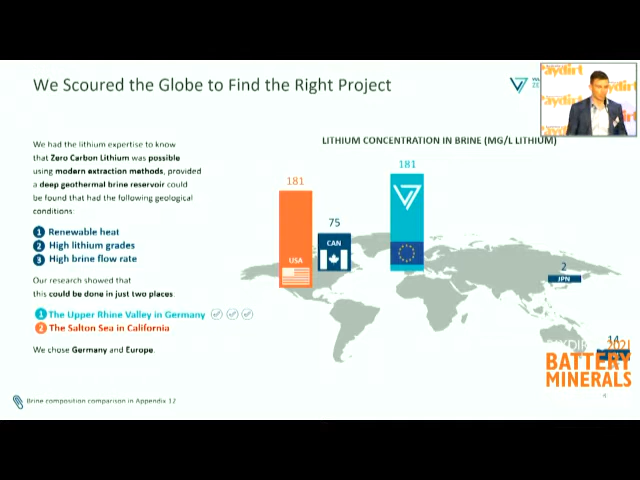 We Scoured the Globe to Find the Right Project
aydirt
We had the lithium expertise to know
that Zero Carbon Lithium was possible
using modern extraction methods, provided
a deep geothermal brine reservoir could
be found that had the following geological
conditions:
1 Renewable heat
2 High lithium grades
3 High brine flow rate
Our research showed that
this could be done in just two places.
1 The Upper Rhine Valley in Germany
2 The Salton Sea in California
We chose Germany and Europe.
Brine composition comparison in Appendix 12
LITHIUM CONCENTRATION IN BRINE (MG/L LITHIUM)
181
USA
75
CAN
181
2
JPN
14
2021
BATTERY
MINERALS